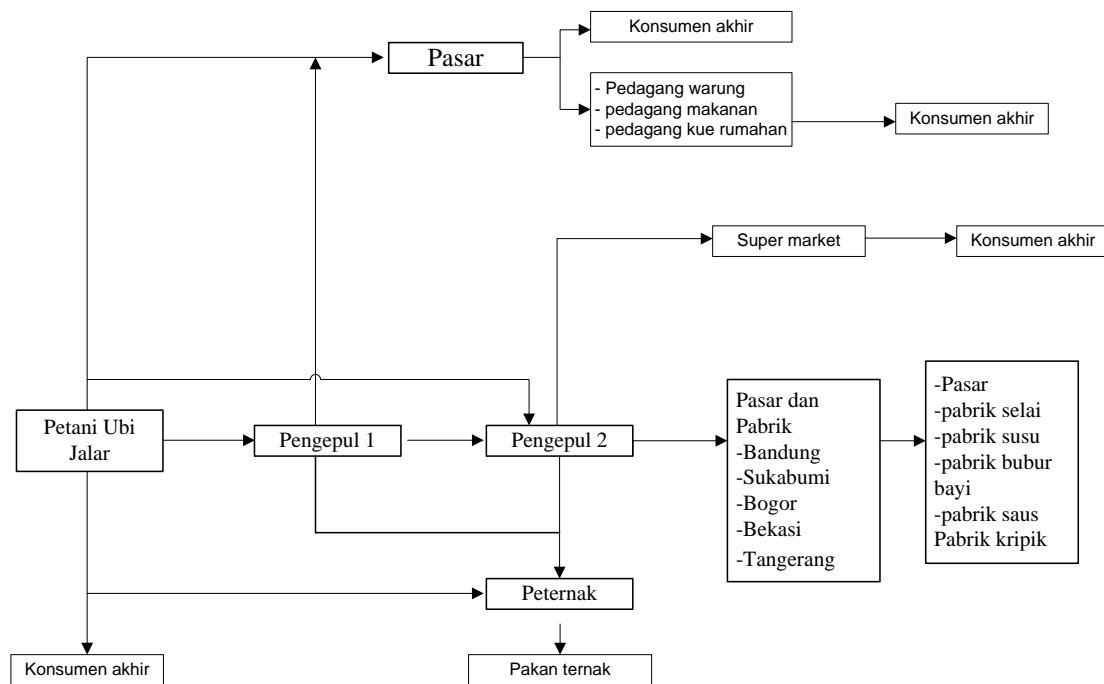 Konsumen akhir
Pasar
- Pedagang warung
- pedagang makanan
- pedagang kue rumahan
Konsumen akhir
Super market
Konsumen akhir
Petani Ubi
Jalar
Pengepul 1
Pengepul 2
Pasar dan
Pabrik
-Bandung
-Sukabumi
-Bogor
-Bekasi
-Tangerang
-Pasar
-pabrik selai
-pabrik susu
-pabrik bubur
bayi
-pabrik saus
Pabrik kripik
Peternak
Konsumen akhir
Pakan ternak